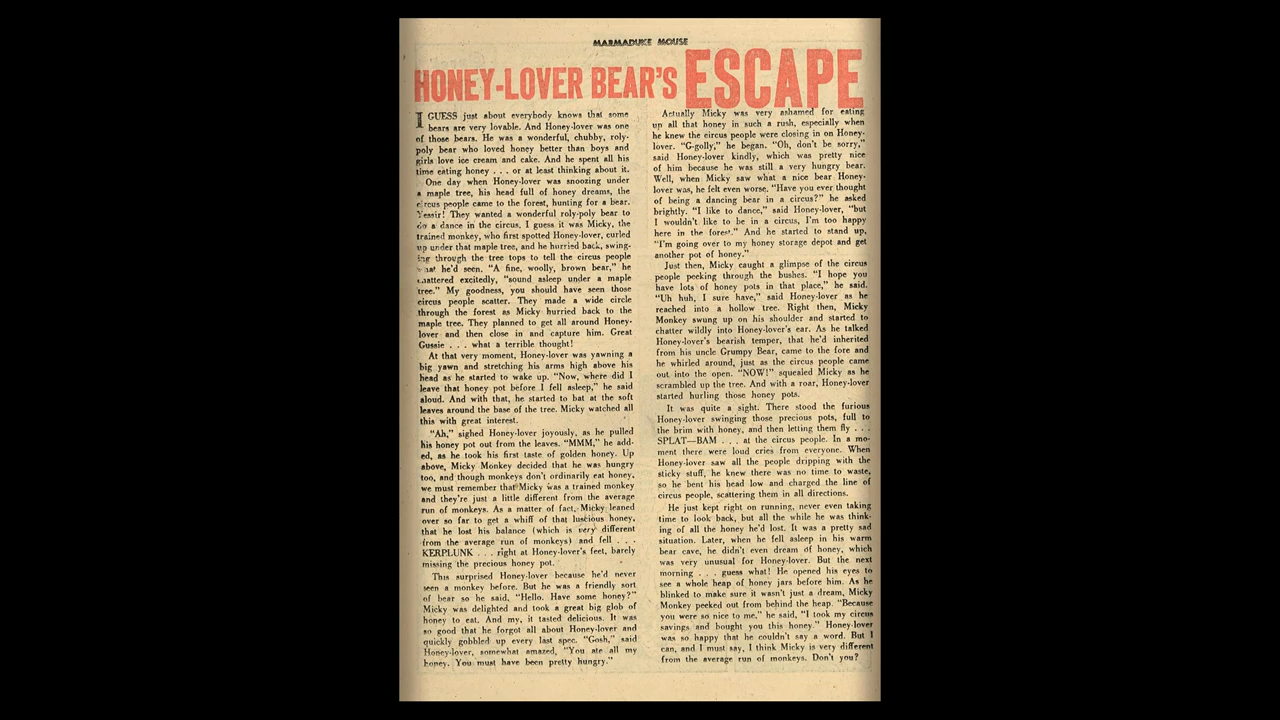 MARMADUKE MOUSE
HONEY-LOVER BEAR'S ESCAPE
I GUESS just about everybody knows that some
bears are very lovable. And Honey-lover was one
of those bears. He was a wonderful, chubby, roly-
poly bear who loved honey better than boys and
girls love ice cream and cake. And he spent all his
time eating honey . . . or at least thinking about it.
One day when Honey-lover was snoozing under
a maple tree, his head full of honey dreams, the
circus people came to the forest, hunting for a bear.
Yessir! They wanted a wonderful roly-poly bear to
do a dance in the circus, I guess it was Micky, the
trained monkey, who first spotted Honey-lover, curled
up under that maple tree, and he hurried back, swing-
ing through the tree tops to tell the circus people
what he'd seen. "A fine, woolly, brown bear," he
chattered excitedly, "sound asleep under a maple
tree." My goodness, you should have seen those
circus people scatter. They made a wide circle
through the forest as Micky hurried back to the
maple tree. They planned to get all around Honey-
lover and then close in and capture him. Great
Gussie . . . what a terrible thought!
At that very moment, Honey-lover was yawning a
big yawn and stretching his arms high above his
head as he started to wake up. "Now, where did I
leave that honey pot before I fell asleep," he said
aloud. And with that, he started to bat at the soft
leaves around the base of the tree. Micky watched all
this with great interest.
"Ah," sighed Honey-lover joyously, as he pulled
his honey pot out from the leaves. "MMM," he add-
ed, as he took his first taste of golden honey. Up
above, Micky Monkey decided that he was hungry
too, and though monkeys don't ordinarily eat honey,
we must remember that Micky was a trained monkey
and they're just a little different from the average
run of monkeys. As a matter of fact, Micky leaned
over so far to get a whiff of that luscious honey,
that he lost his balance (which is very different
from the average run of monkeys) and fell . . .
KERPLUNK . . . right at Honey-lover's feet, barely
missing the precious honey pot.
This surprised Honey-lover because he'd never
seen a monkey before. But he was a friendly sort
of bear so he said, "Hello. Have some honey?"
Micky was delighted and took a great big glob of
honey to eat. And my, it tasted delicious. It was
so good that he forgot all about Honey-lover and
quickly gobbled up every last spec. "Gosh," said
Honey-lover, somewhat amazed, "You ate all my
honey. You must have been pretty hungry."
Actually Micky was very ashamed for eating
up all that honey in such a rush, especially when
he knew the circus people were closing in on Honey-
lover. "G-golly," he began. "Oh, don't be sorry,"
said Honey-lover kindly, which was pretty nice
of him because he was still a very hungry bear.
Well, when Micky saw what a nice bear Honey-
lover was, he felt even worse. "Have you ever thought
of being a dancing bear in a circus?" he asked
brightly. "I like to dance," said Honey-lover, "but
I wouldn't like to be in a circus, I'm too happy
here in the forest." And he started to stand up,
"I'm going over to my honey storage depot and get
another pot of honey."
Just then, Micky caught a glimpse of the circus
people peeking through the bushes. "I hope you
have lots of honey pots in that place," he said.
"Uh huh, I sure have," said Honey-lover as he
reached into a hollow tree. Right then, Micky
Monkey swung up on his shoulder and started to
chatter wildly into Honey-lover's ear. As he talked
Honey-lover's bearish temper, that he'd inherited
from his uncle Grumpy Bear, came to the fore and
he whirled around, just as the circus people came
out into the open. "NOW!" squealed Micky as he
scrambled up the tree. And with a roar, Honey-lover
started hurling those honey pots.
It was quite a sight. There stood the furious
Honey-lover swinging those precious pots, full to
the brim with honey, and then letting them fly . . .
SPLAT—BAM . . . at the circus people. In a mo-
ment there were loud cries from everyone. When
Honey-lover saw all the people dripping with the
sticky stuff, he knew there was no time to waste,
so he bent his head low and charged the line of
circus people, scattering them in all directions.
He just kept right on running, never even taking
time to look back, but all the while he was think-
ing of all the honey he'd lost. It was a pretty sad
situation. Later, when he fell asleep in his warm
bear cave, he didn't even dream of honey, which
was very unusual for Honey-lover. But the next
morning . . . guess what! He opened his eyes to
see a whole heap of honey jars before him. As he
blinked to make sure it wasn't just a dream, Micky
Monkey peeked out from behind the heap. "Because
you were so nice to me," he said, "I took my circus
savings and bought you this honey." Honey-lover
was so happy that he couldn't say a word. But I
can, and I must say, I think Micky is very different
from the average run of monkeys. Don't you?